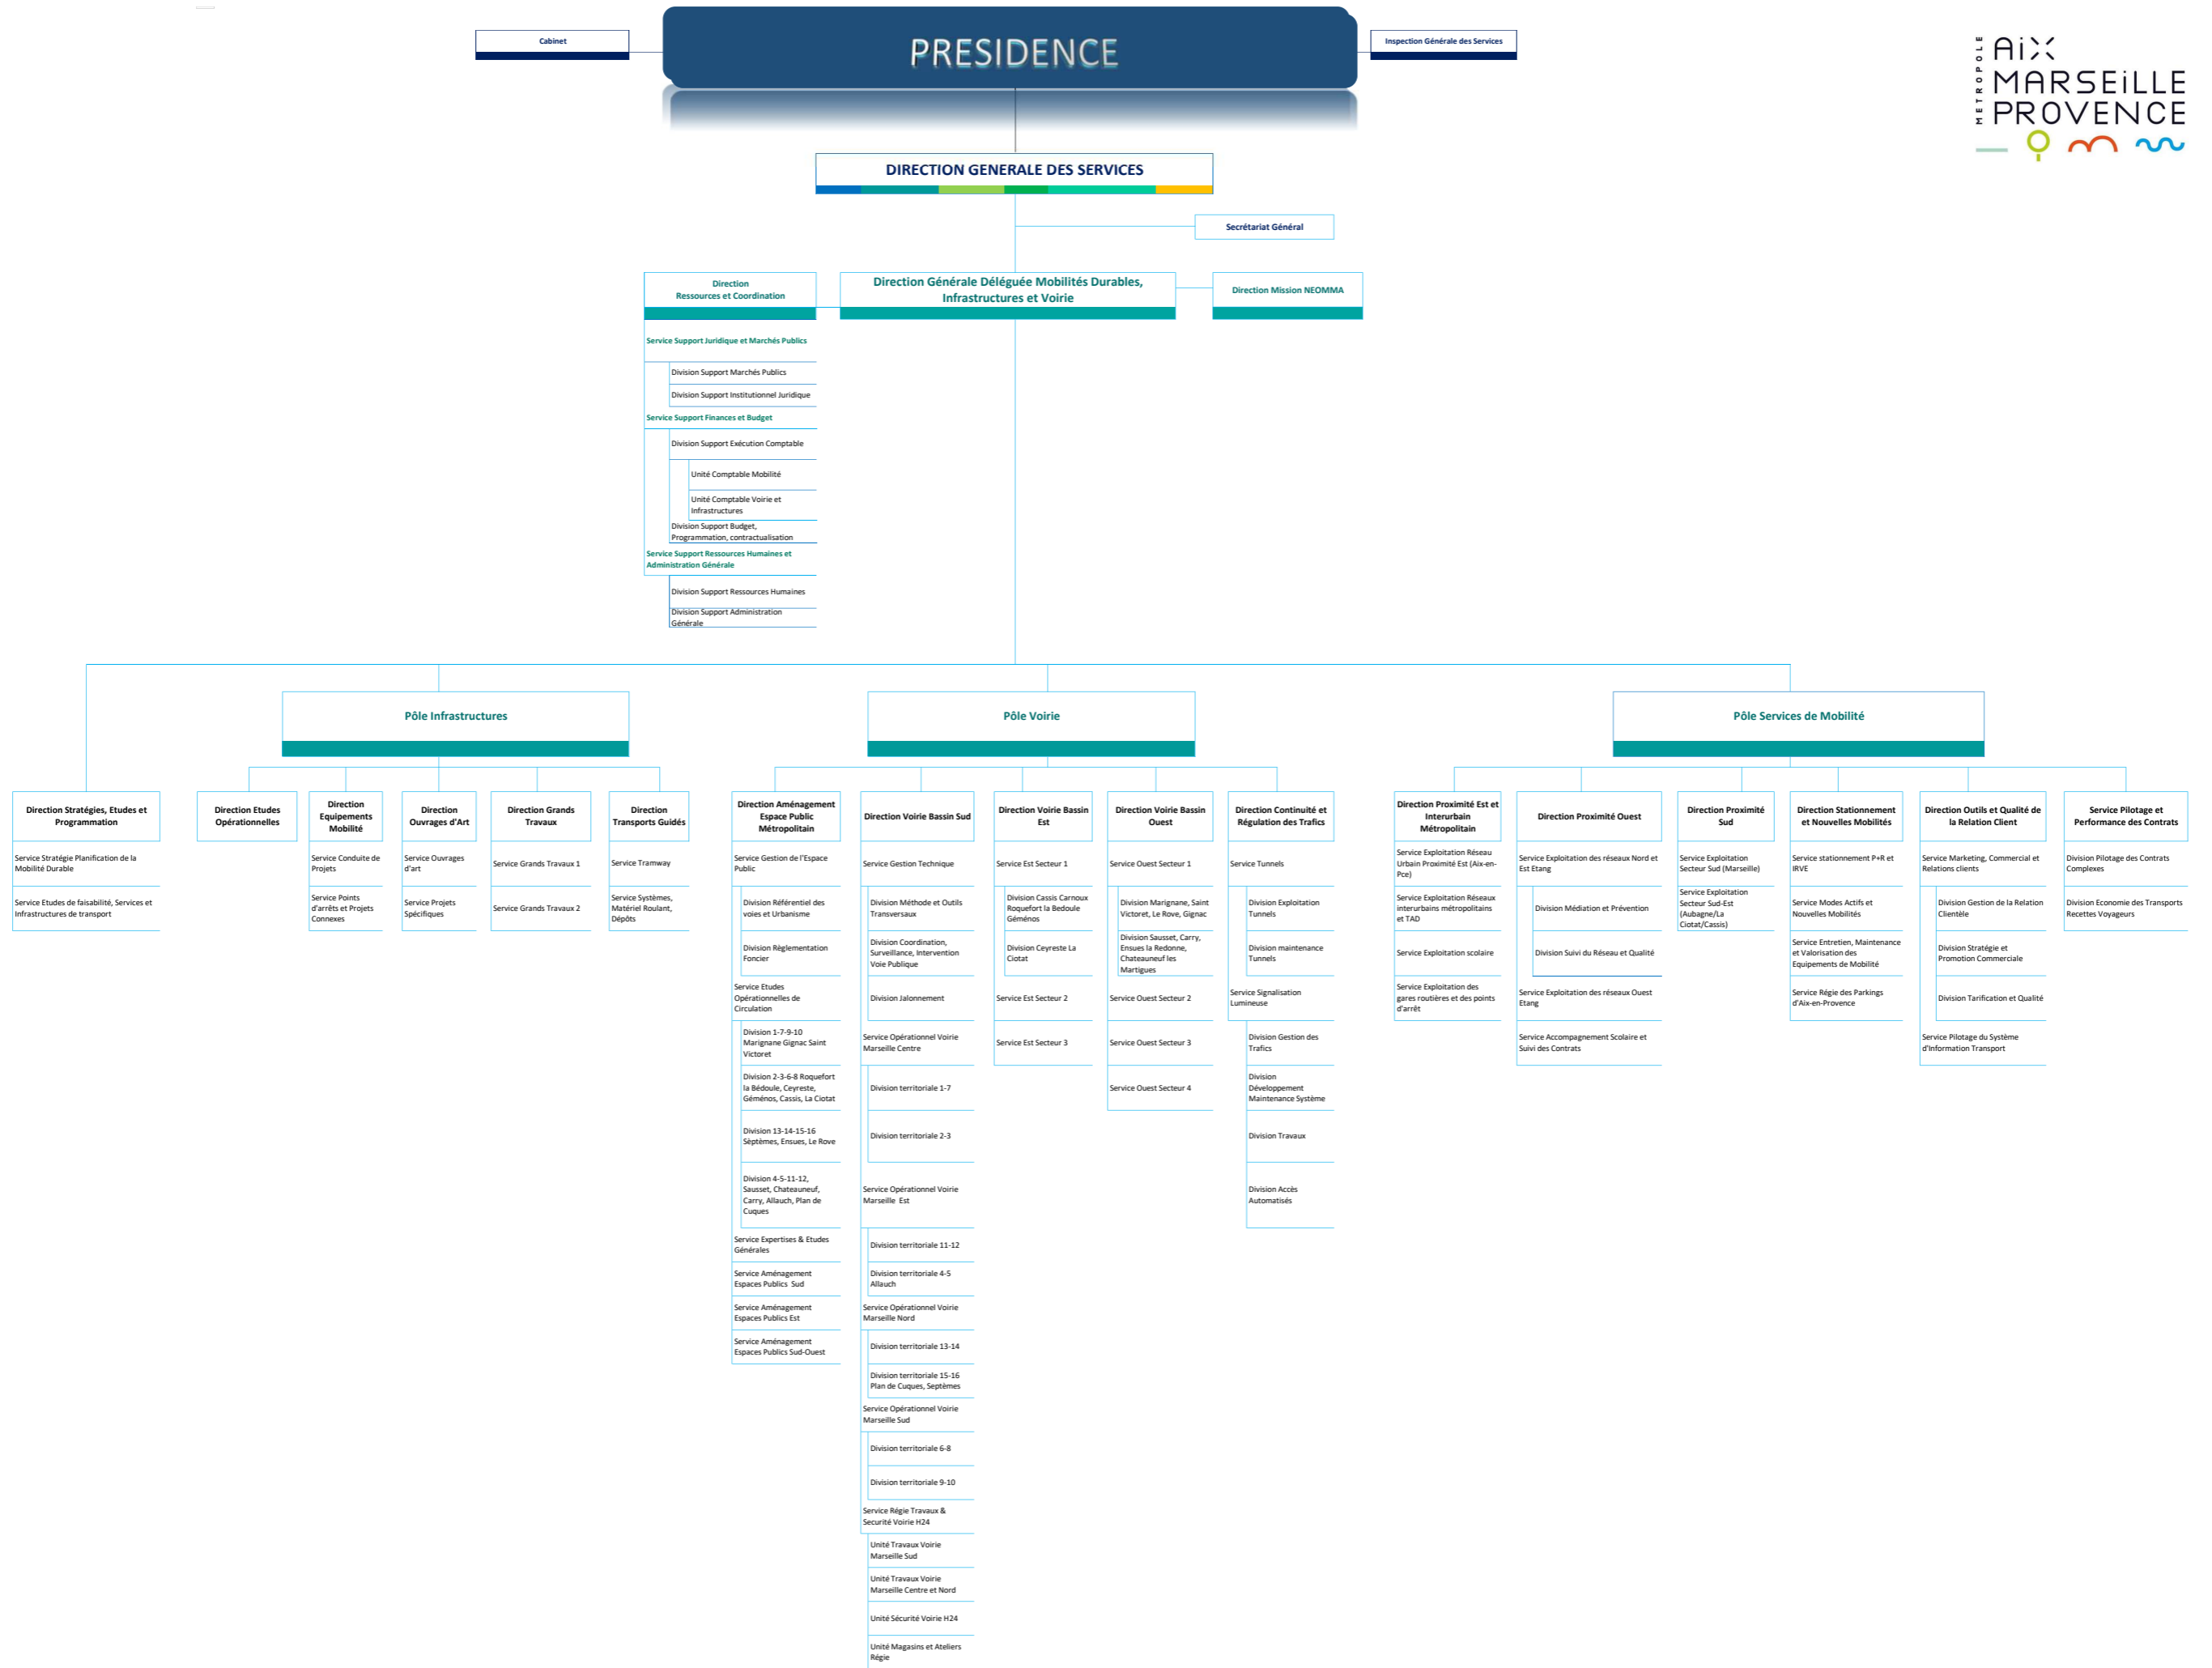 Cabinet
PRESIDENCE
Inspection Générale des Services
METROPOLE
AiX
MARSEiLLE
PROVENCE
DIRECTION GENERALE DES SERVICES
Secrétariat Général
Direction
Ressources et Coordination
Direction Générale Déléguée Mobilités Durables,
Infrastructures et Voirie
Direction Mission NEOMMA
Service Support Juridique et Marchés Publics
Division Support Marchés Publics
Division Support Institutionnel Juridique
Service Support Finances et Budget
Division Support Exécution Comptable
Unité Comptable Mobilité
Unité Comptable Voirie et
Infrastructures
Division Support Budget,
Programmation, contractualisation
Service Support Ressources Humaines et
Administration Générale
Division Support Ressources Humaines
Division Support Administration
Générale
Pôle Infrastructures
Pôle Voirie
Pôle Services de Mobilité
Direction Stratégies, Etudes et
Programmation
Service Stratégie Planification de la
Mobilité Durable
Service Etudes de faisabilité, Services et
Infrastructures de transport
Direction Etudes
Opérationnelles
Direction
Equipements
Mobilité
Service Conduite de
Projets
Service Points
d'arrêts et Projets
Connexes
Direction
Ouvrages d'Art
Service Ouvrages
d'art
Service Projets
Spécifiques
Direction Grands
Travaux
Service Grands Travaux 1
Service Grands Travaux 2
Direction
Transports Guidés
Service Tramway
Service Systèmes,
Matériel Roulant,
Dépôts
Direction Aménagement
Espace Public
Métropolitain
Service Gestion de l'Espace
Public
Division Référentiel des
voies et Urbanisme
Division Règlementation
Foncier
Service Etudes
Opérationnelles de
Circulation
Division 1-7-9-10
Marignane Gignac Saint
Victoret
Division 2-3-6-8 Roquefort
la Bédoule, Ceyreste,
Géménos, Cassis, La Ciotat
Division 13-14-15-16
Sèptèmes, Ensues, Le Rove
Division 4-5-11-12,
Sausset, Chateauneuf,
Carry, Allauch, Plan de
Cuques
Service Expertises & Etudes
Générales
Service Aménagement
Espaces Publics Sud
Service Aménagement
Espaces Publics Est
Service Aménagement
Espaces Publics Sud-Ouest
Direction Voirie Bassin Sud
Service Gestion Technique
Division Méthode et Outils
Transversaux
Division Coordination,
Surveillance, Intervention
Voie Publique
Division Jalonnement
Service Opérationnel Voirie
Marseille Centre
Division territoriale 1-7
Division territoriale 2-3
Service Opérationnel Voirie
Marseille Est
Division territoriale 11-12
Division territoriale 4-5
Allauch
Service Opérationnel Voirie
Marseille Nord
Division territoriale 13-14
Division territoriale 15-16
Plan de Cuques, Septèmes
Service Opérationnel Voirie
Marseille Sud
Division territoriale 6-8
Division territoriale 9-10
Service Régie Travaux &
Securité Voirie H24
Unité Travaux Voirie
Marseille Sud
Unité Travaux Voirie
Marseille Centre et Nord
Unité Sécurité Voirie H24
Unité Magasins et Ateliers
Régie
Direction Voirie Bassin
Est
Service Est Secteur 1
Division Cassis Carnoux
Roquefort la Bedoule
Géménos
Division Ceyreste La
Ciotat
Service Est Secteur 2
Service Est Secteur 3
Direction Voirie Bassin
Ouest
Service Ouest Secteur 1
Division Marignane, Saint
Victoret, Le Rove, Gignac
Division Sausset, Carry,
Ensues la Redonne,
Chateauneuf les
Martigues
Service Ouest Secteur 2
Service Ouest Secteur 3
Service Ouest Secteur 4
Direction Continuité et
Régulation des Trafics
Service Tunnels
Division Exploitation
Tunnels
Division maintenance
Tunnels
Service Signalisation
Lumineuse
Division Gestion des
Trafics
Division
Développement
Maintenance Système
Division Travaux
Division Accès
Automatisés
Direction Proximité Est et
Interurbain
Métropolitain
Service Exploitation Réseau
Urbain Proximité Est (Aix-en-
Pce)
Service Exploitation Réseaux
interurbains métropolitains
et TAD
Service Exploitation scolaire
Service Exploitation des
gares routières et des points
d'arrêt
Direction Proximité Ouest
Service Exploitation des réseaux Nord et
Est Etang
Division Médiation et Prévention
Division Suivi du Réseau et Qualité
Service Exploitation des réseaux Ouest
Etang
Service Accompagnement Scolaire et
Suivi des Contrats
Direction Proximité
Sud
Service Exploitation
Secteur Sud (Marseille)
Service Exploitation
Secteur Sud-Est
(Aubagne/La
Ciotat/Cassis)
Direction Stationnement
et Nouvelles Mobilités
Service stationnement P+R et
IRVE
Service Modes Actifs et
Nouvelles Mobilités
Service Entretien, Maintenance
et Valorisation des
Equipements de Mobilité
Service Régie des Parkings
d'Aix-en-Provence
Direction Outils et Qualité de
la Relation Client
Service Marketing, Commercial et
Relations clients
Division Gestion de la Relation
Clientèle
Division Stratégie et
Promotion Commerciale
Division Tarification et Qualité
Service Pilotage du Système
d'Information Transport
Service Pilotage et
Performance des Contrats
Division Pilotage des Contrats
Complexes
Division Economie des Transports
Recettes Voyageurs